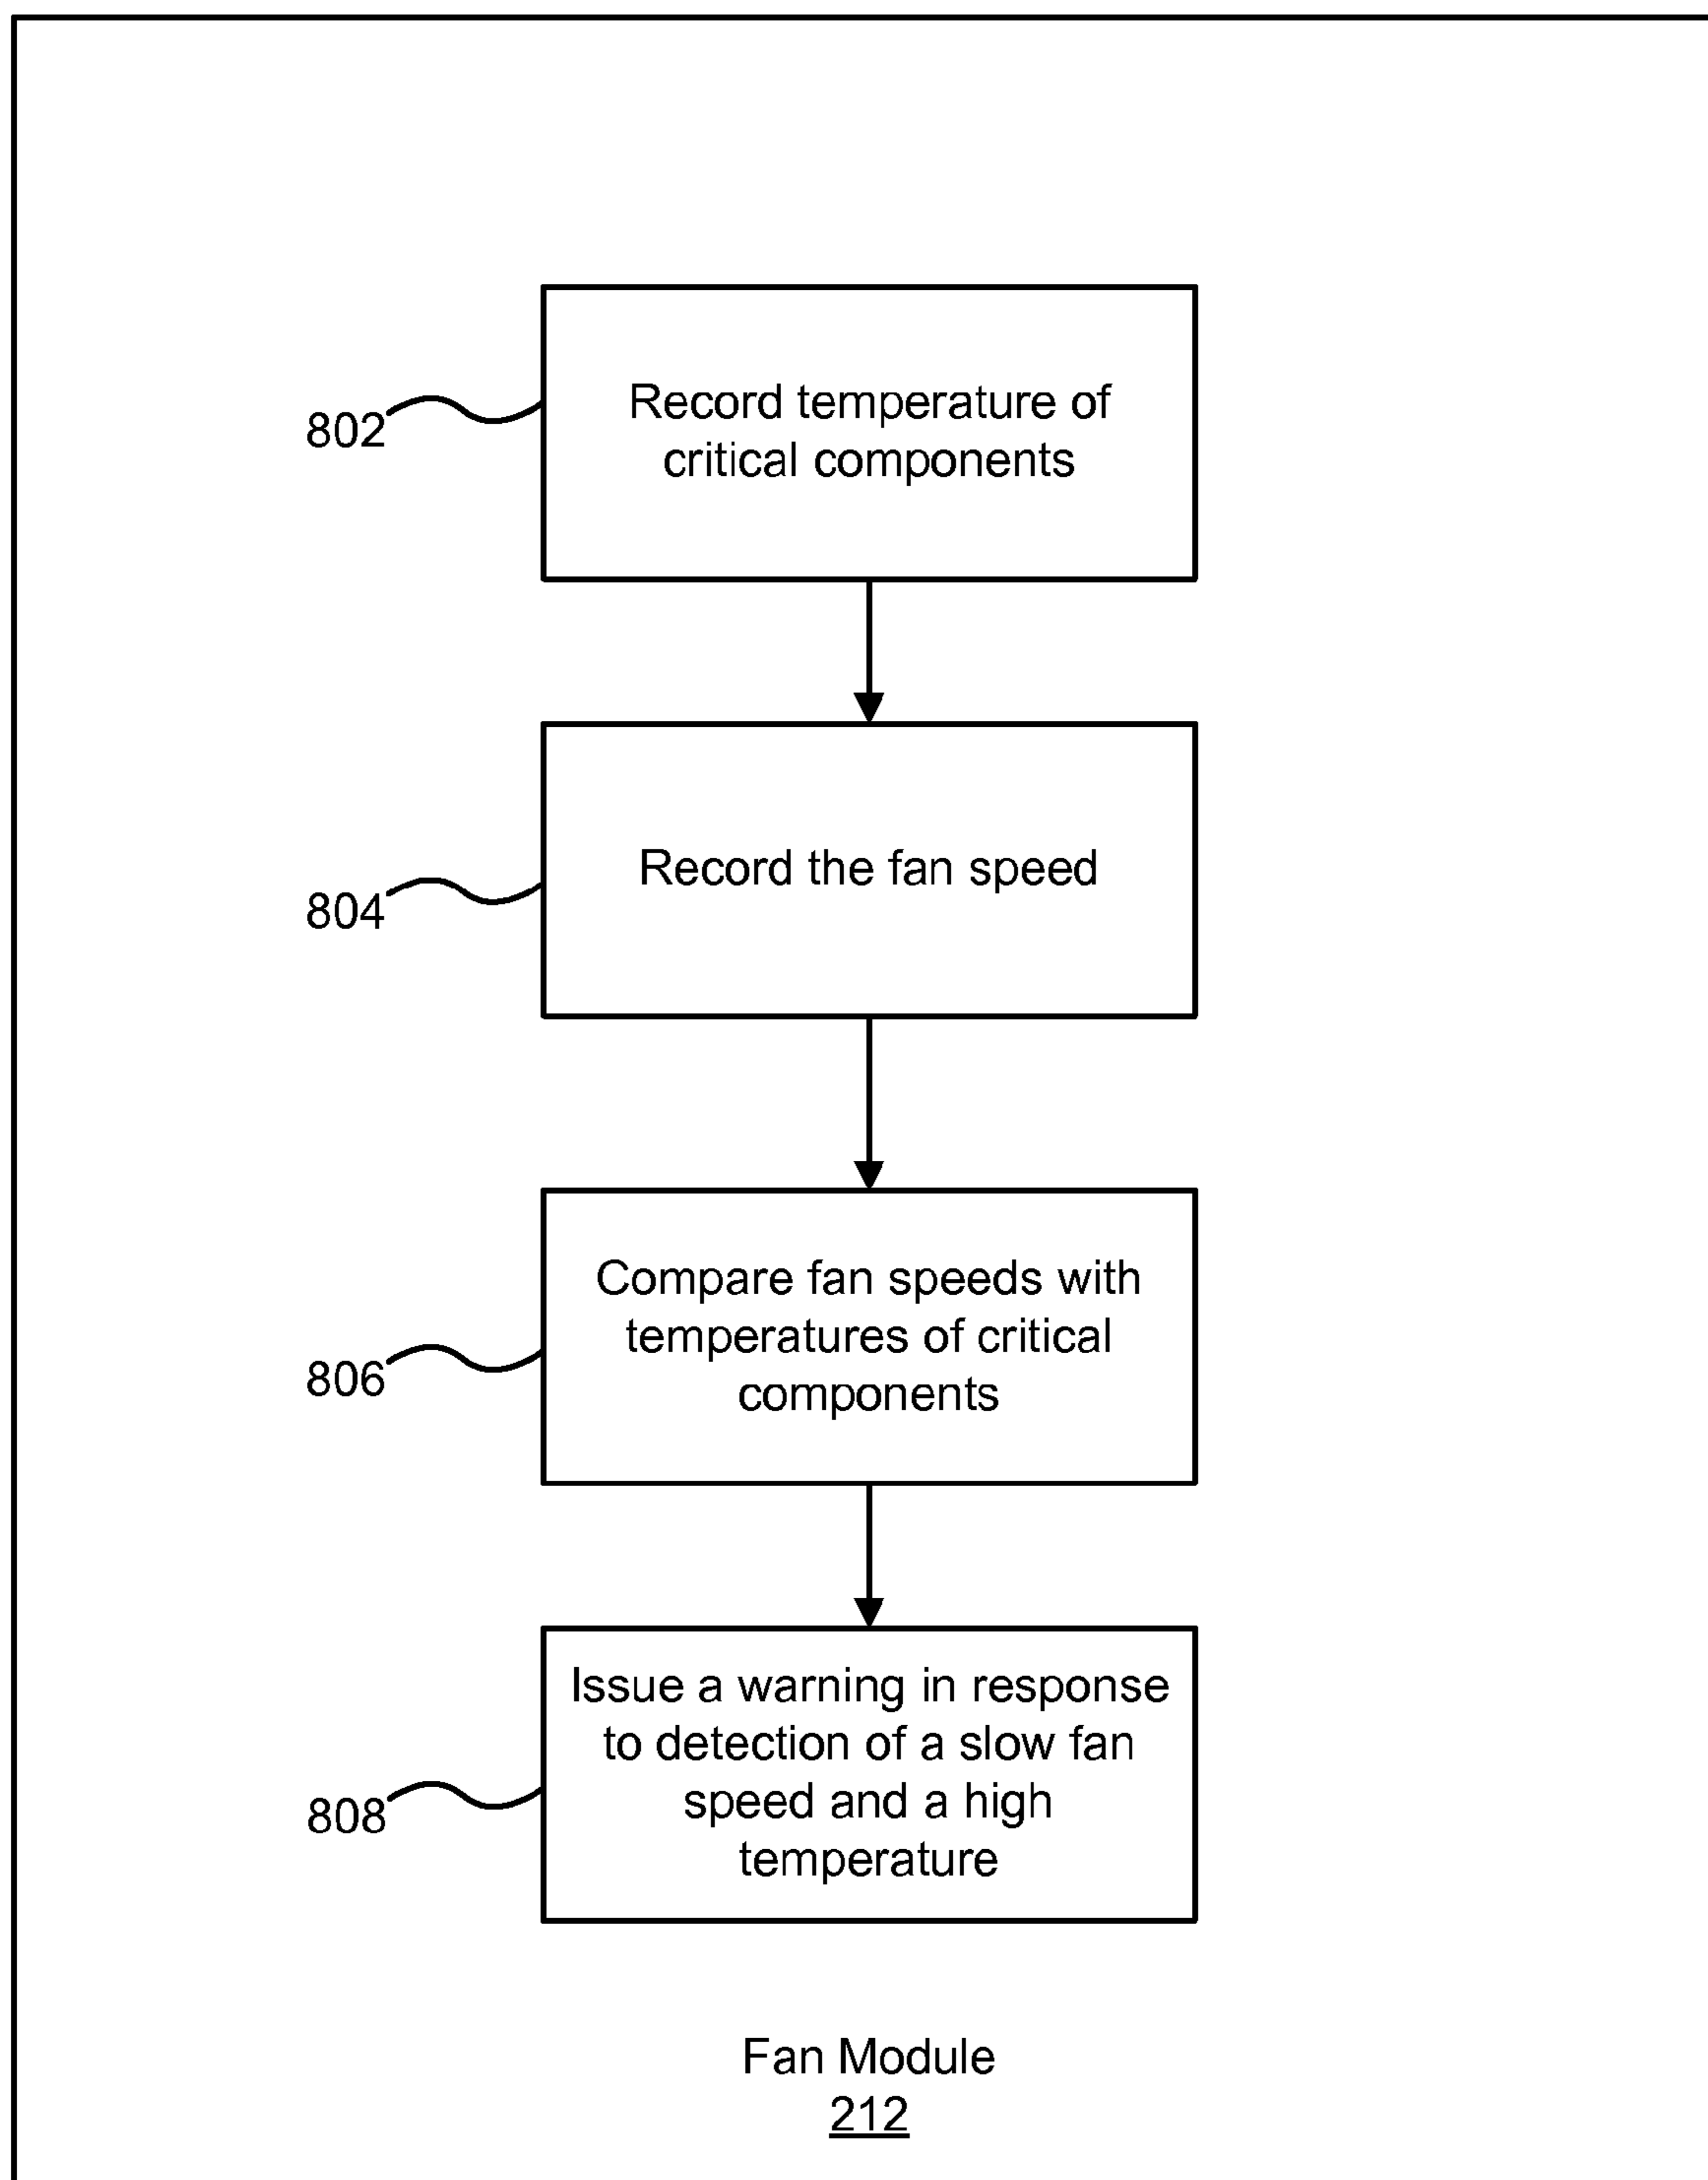 802
Record temperature of
critical components
804
Record the fan speed
806
Compare fan speeds with
temperatures of critical
components
808
Issue a warning in response
to detection of a slow fan
speed and a high
temperature
Fan Module
212